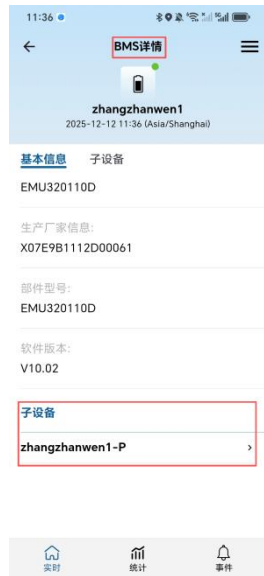 11:36
BMS详情
zhangzhanwen1
2025-12-12 11:36 (Asia/Shanghai)
基本信息 子设备
EMU320110D
生产厂家信息:
X07E9B1112D00061
部件型号:
EMU320110D
软件版本:
V10.02
子设备
zhangzhanwen1-P
实时 统计 事件